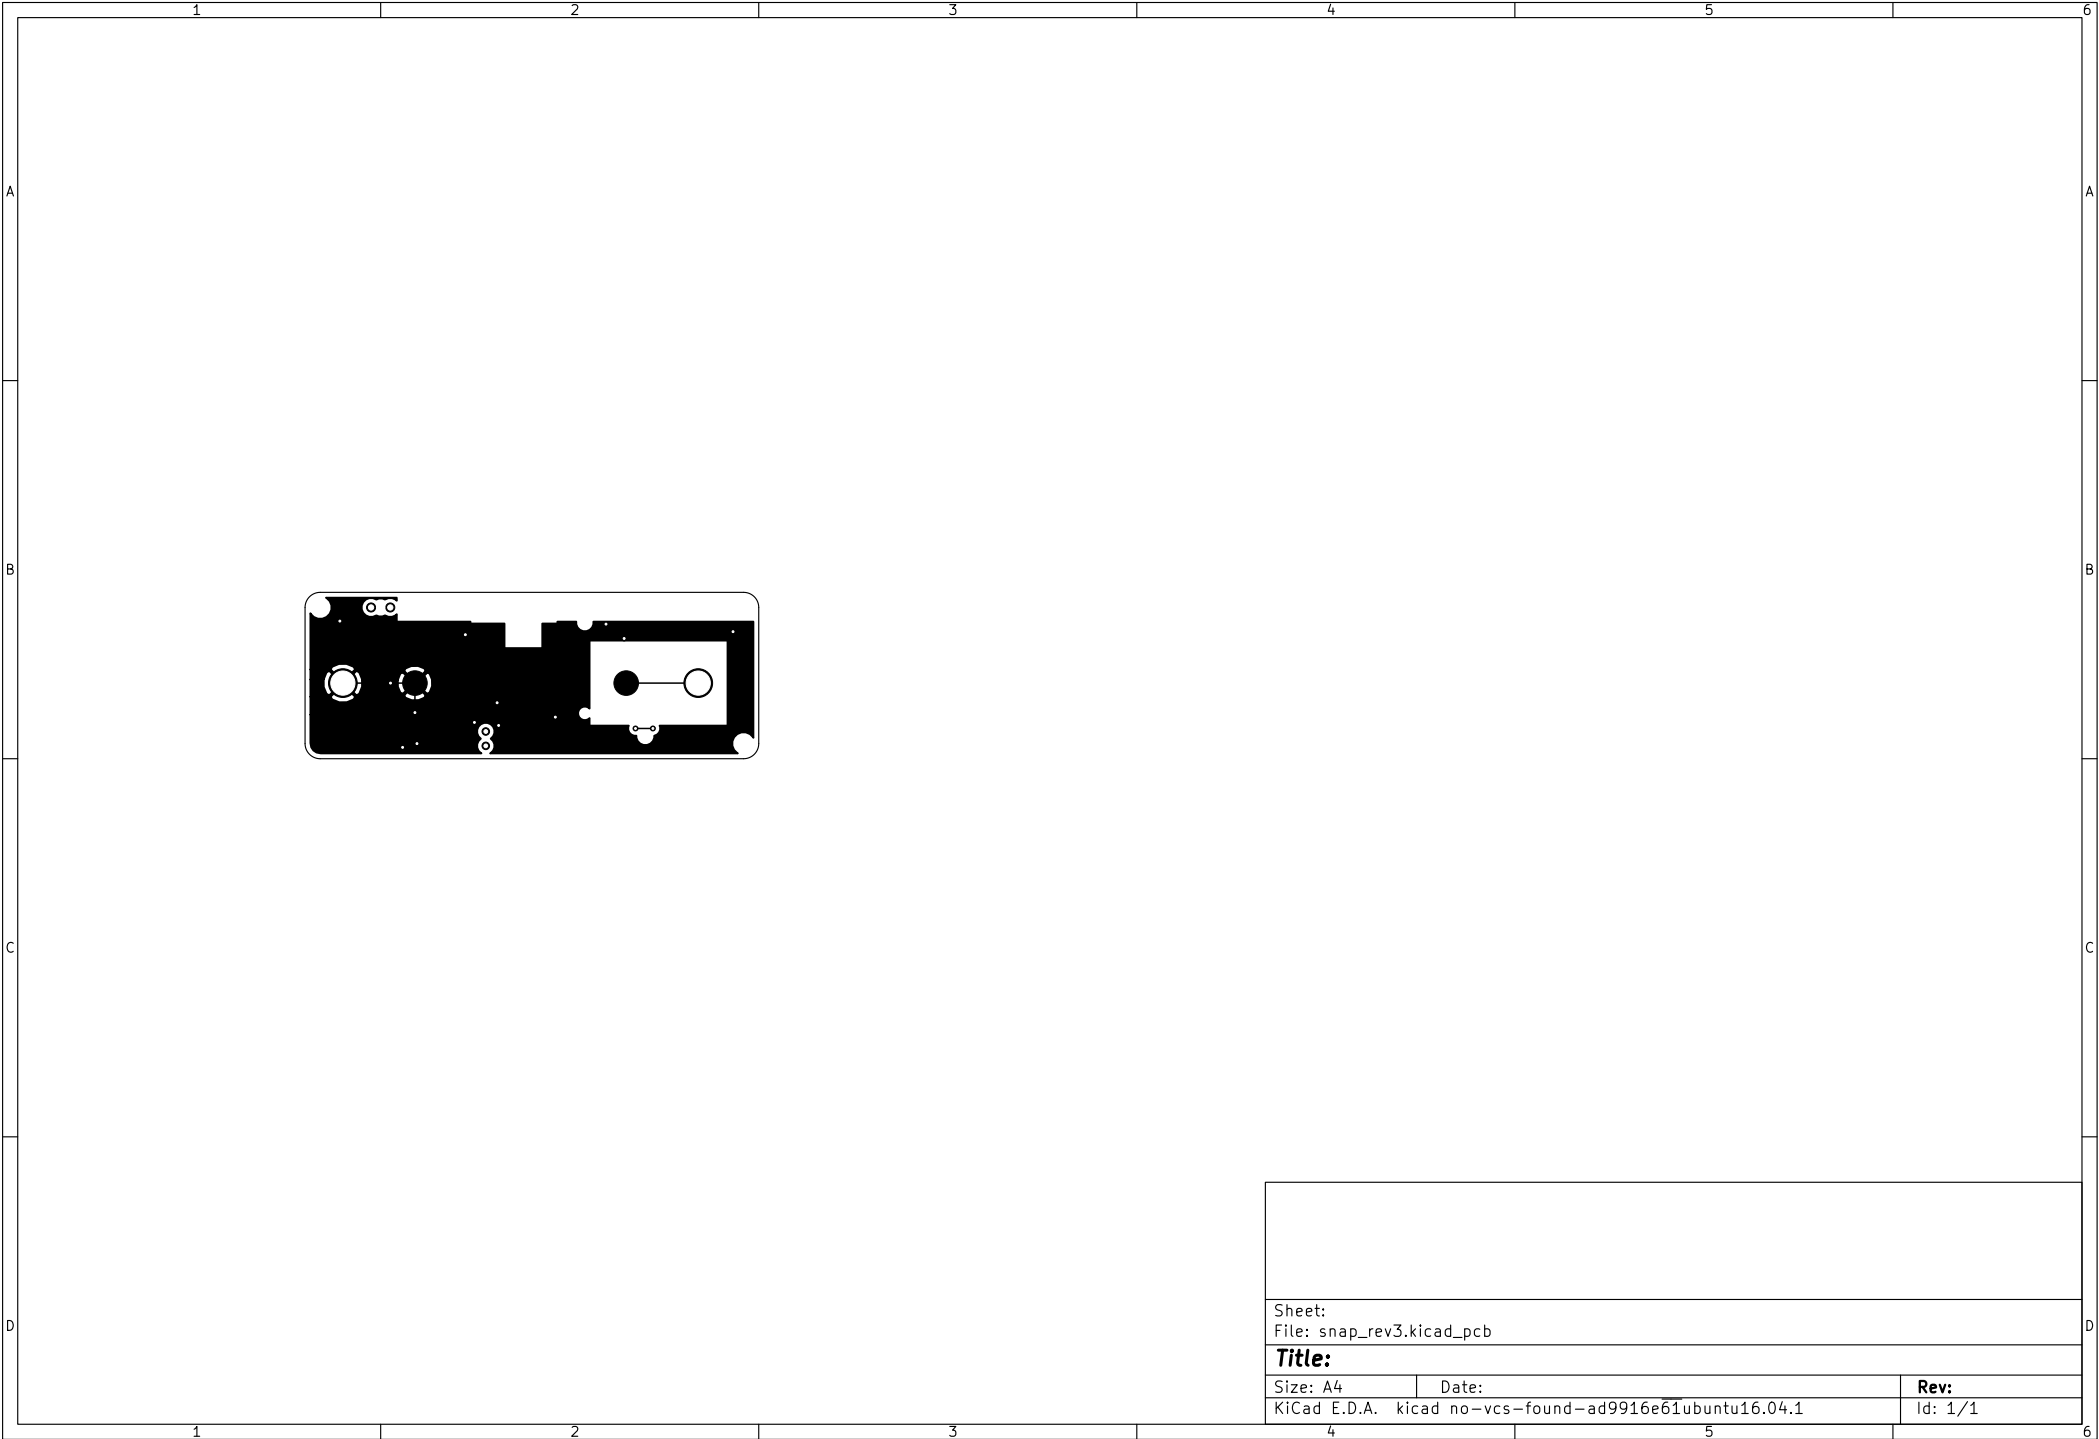 1 2 3 4 5 6
A A
B B
C C
D D
Sheet:
File: snap_rev3.kicad_pcb
Title:
Size: A4 Date: Rev:
KiCad E.D.A. kicad no-vcs-found-ad9916e61ubuntu16.04.1 Id: 1/1
1 2 3 4 5 6